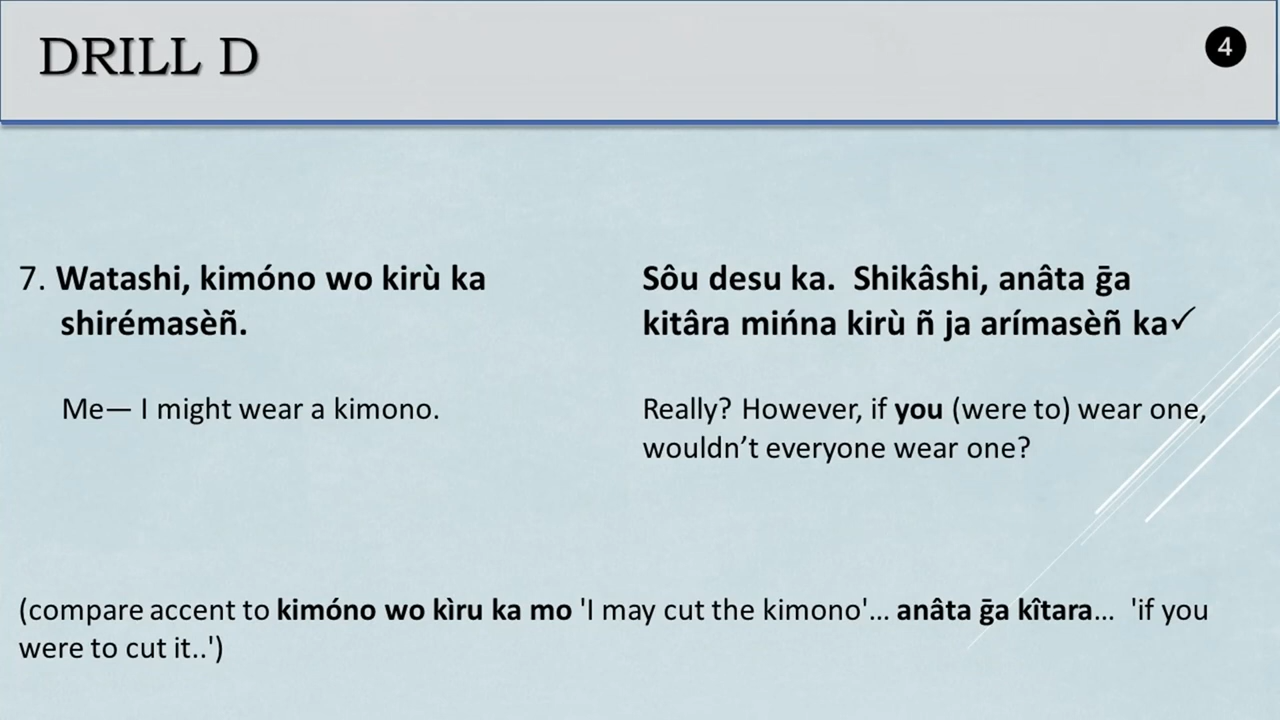 DRILL D
4
7. Watashi, kimóno wo kirù ka
shirémasèñ.
Me— I might wear a kimono.
Sôu desu ka. Shikâshi, anâta ḡa
kitâra mińna kirù ñ ja arímasèñ ka✓
Really? However, if you (were to) wear one,
wouldn’t everyone wear one?
(compare accent to kimóno wo kìru ka mo 'I may cut the kimono'… anâta ḡa kîtara… 'if you
were to cut it..')